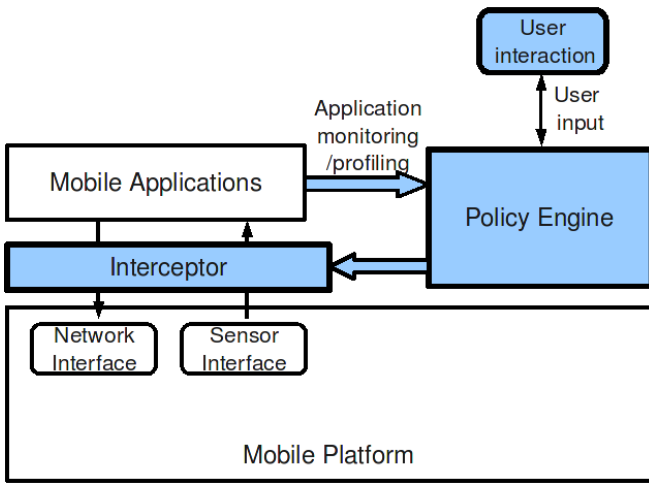 User
interaction
User
input
Application
monitoring
/profiling
Mobile Applications
Policy Engine
Interceptor
Network
Interface
Sensor
Interface
Mobile Platform